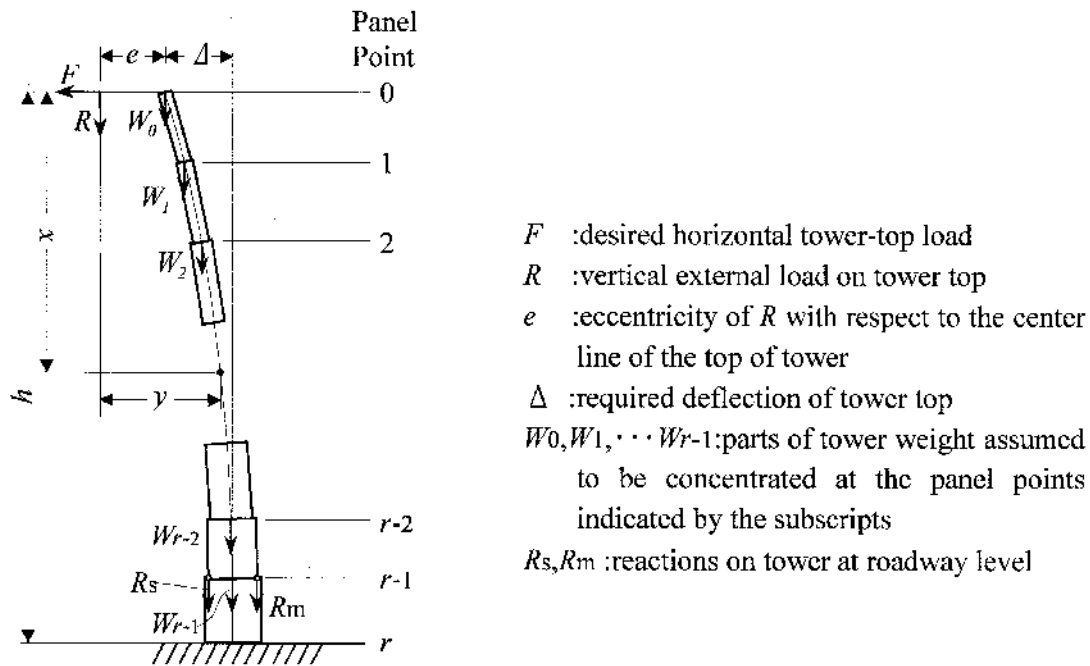 Panel
Point
e
Δ
F
0
R
W0
1
W1
2
W2
x
h
y
Wr-2
r-2
Rs
r-1
Rm
Wr-1
r
F :desired horizontal tower-top load
R :vertical external load on tower top
e :eccentricity of R with respect to the center
line of the top of tower
Δ :required deflection of tower top
W0,W1,···Wr-1:parts of tower weight assumed
to be concentrated at the panel points
indicated by the subscripts
Rs,Rm :reactions on tower at roadway level